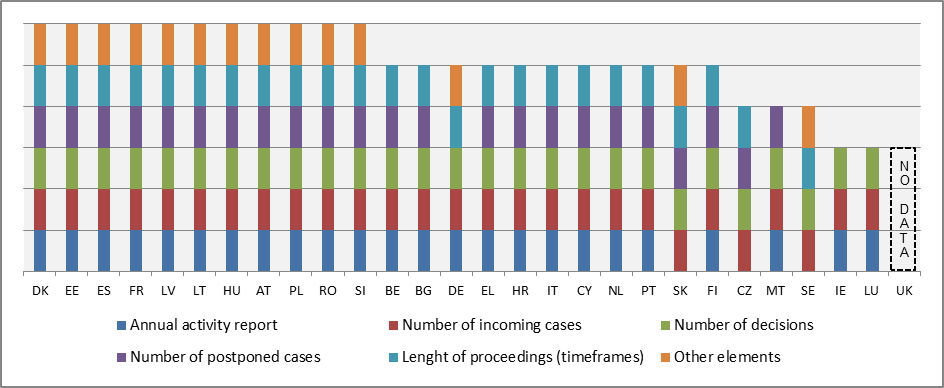 NO DATA
DK EE ES FR LV LT HU AT PL RO SI BE BG DE EL HR IT CY NL PT SK FI CZ MT SE IE LU UK
Annual activity report Number of incoming cases Number of decisions
Number of postponed cases Lenght of proceedings (timeframes) Other elements